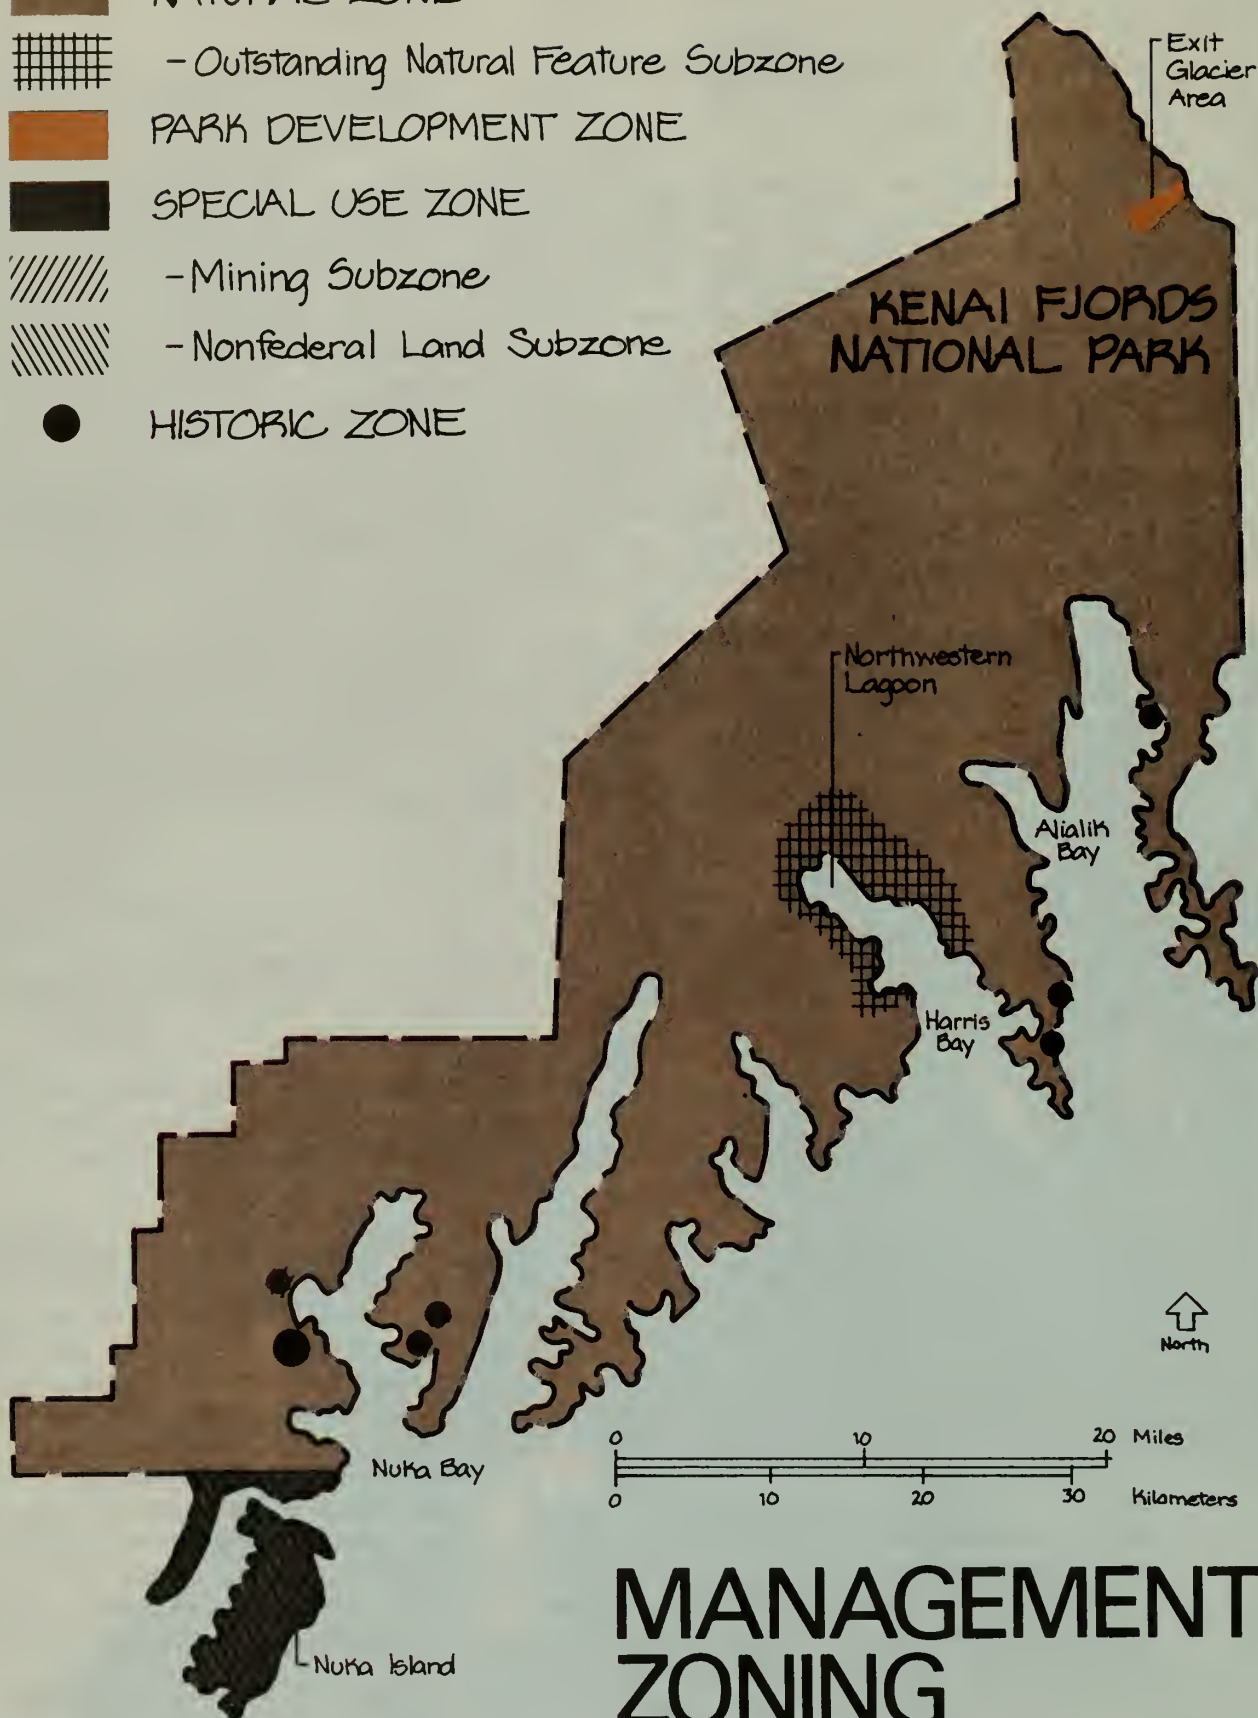 NATURAL ZONE
- Outstanding Natural Feature Subzone
PARK DEVELOPMENT ZONE
SPECIAL USE ZONE
- Mining Subzone
- Nonfederal Land Subzone
HISTORIC ZONE
Exit
Glacier
Area
KENAI FJORDS
NATIONAL PARK
Northwestern
Lagoon
Aialik
Bay
Harris
Bay
North
Nuka Bay
0 10 20 Miles
0 10 20 30 Kilometers
Nuka Island
MANAGEMENT
ZONING